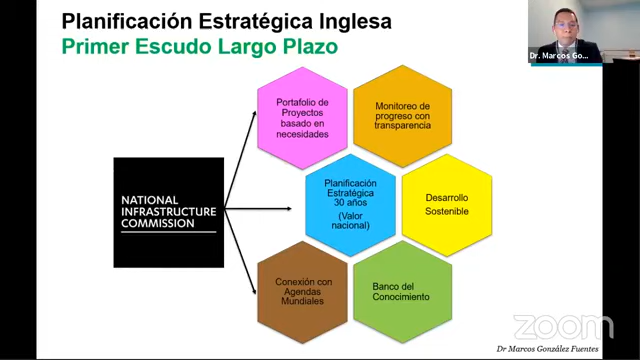 Planificación Estratégica Inglesa
Primer Escudo Largo Plazo
Dr. Marcos Go...
Portafolio de
Proyectos
basado en
necesidades
Monitoreo de
progreso con
transparencia
NATIONAL
INFRASTRUCTURE
COMMISSION
Planificación
Estratégica
30 años
(Valor
nacional)
Desarrollo
Sostenible
Conexión con
Agendas
Mundiales
Banco del
Conocimiento
zoom
Dr Marcos González Fuentes